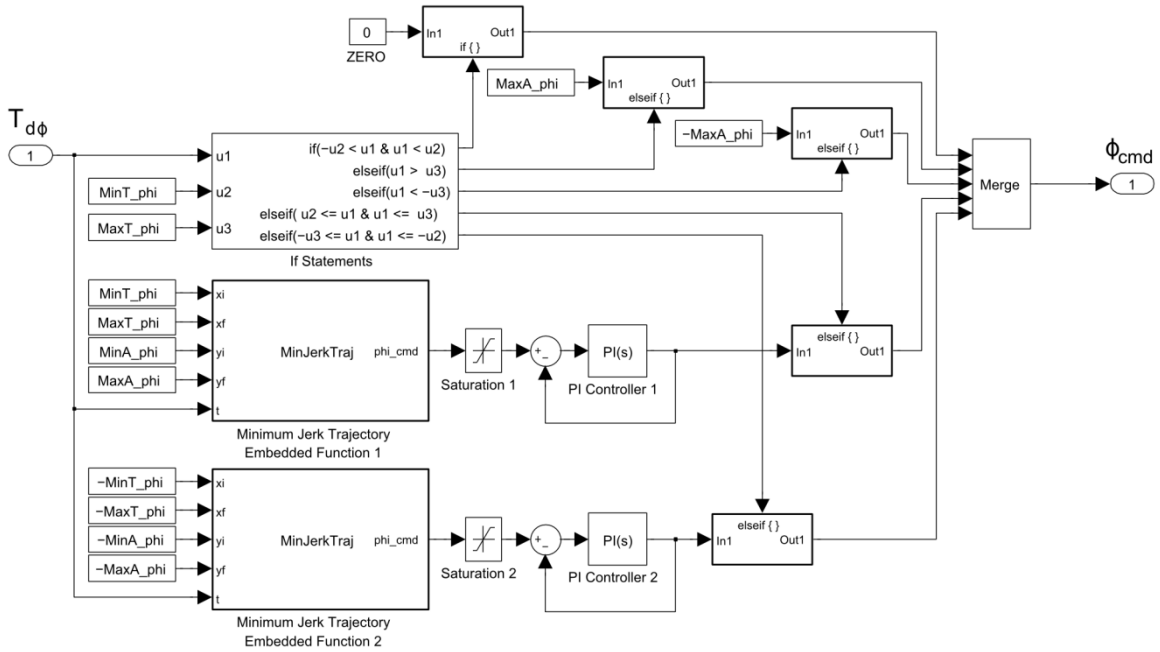 0
ZERO
In1
Out1
if { }
MaxA_phi
In1
Out1
elseif { }
−MaxA_phi
In1
Out1
elseif { }
Tdϕ
1
MinT_phi
MaxT_phi
u1
u2
u3
if(−u2 < u1 & u1 < u2)
elseif(u1 > u3)
elseif(u1 < −u3)
elseif( u2 <= u1 & u1 <= u3)
elseif(−u3 <= u1 & u1 <= −u2)
If Statements
Merge
ϕcmd
1
MinT_phi
MaxT_phi
MinA_phi
MaxA_phi
xi
xf
yi
yf
t
MinJerkTraj
phi_cmd
Minimum Jerk Trajectory
Embedded Function 1
Saturation 1
+
−
PI(s)
PI Controller 1
elseif { }
In1
Out1
−MinT_phi
−MaxT_phi
−MinA_phi
−MaxA_phi
xi
xf
yi
yf
t
MinJerkTraj
phi_cmd
Minimum Jerk Trajectory
Embedded Function 2
Saturation 2
+
−
PI(s)
PI Controller 2
elseif { }
In1
Out1